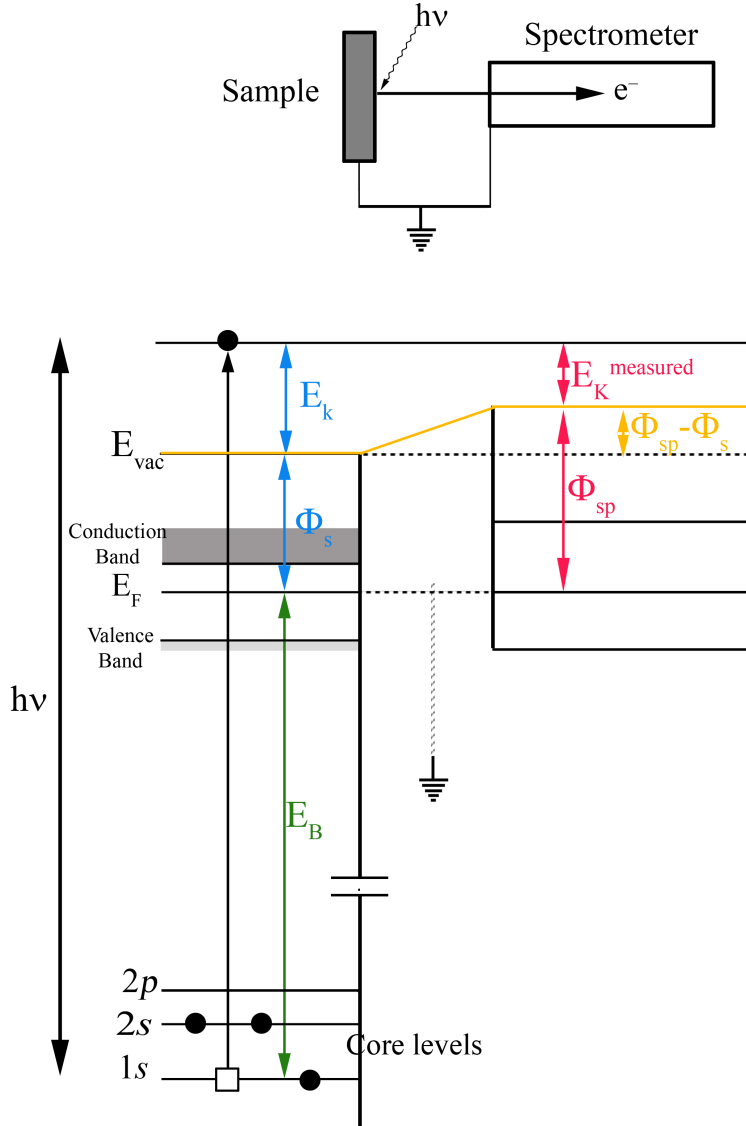 hν
Spectrometer
Sample
e⁻
E_K^measured
E_k
E_vac
Φ_sp-Φ_s
Φ_sp
Φ_s
Conduction
Band
E_F
Valence
Band
hν
E_B
2p
2s
Core levels
1s